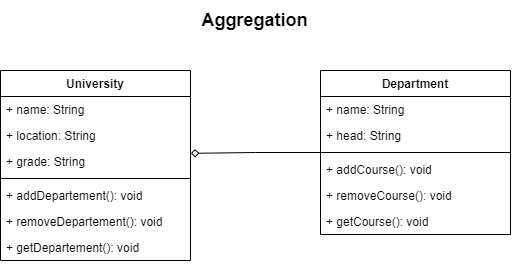 Aggregation
University
+ name: String
+ location: String
+ grade: String
+ addDepartement(): void
+ removeDepartement(): void
+ getDepartement(): void
Department
+ name: String
+ head: String
+ addCourse(): void
+ removeCourse(): void
+ getCourse(): void